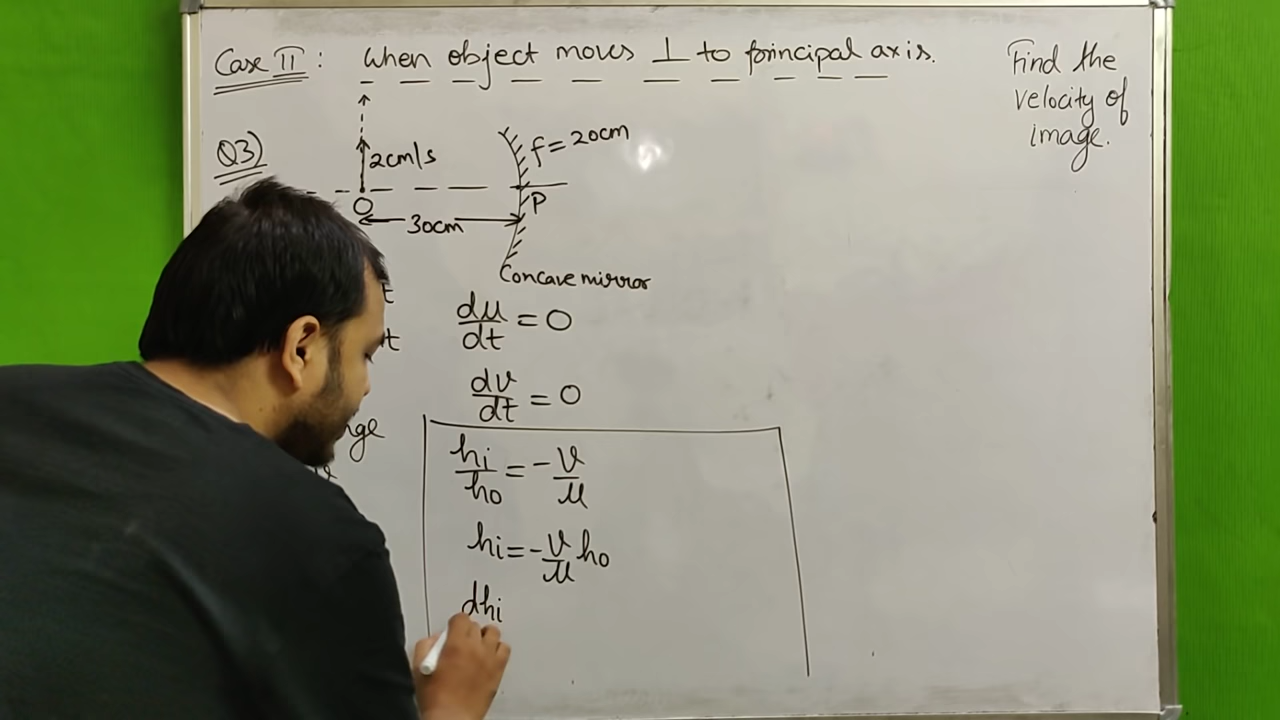 Case II : When object moves ⊥ to principal axis.
Find the
velocity of
image.
Q3)
2cm/s
f = 20cm
O
P
30cm
Concave mirror
du/dt = 0
dv/dt = 0
hi/ho = -v/u
hi = -v/u ho
dhi